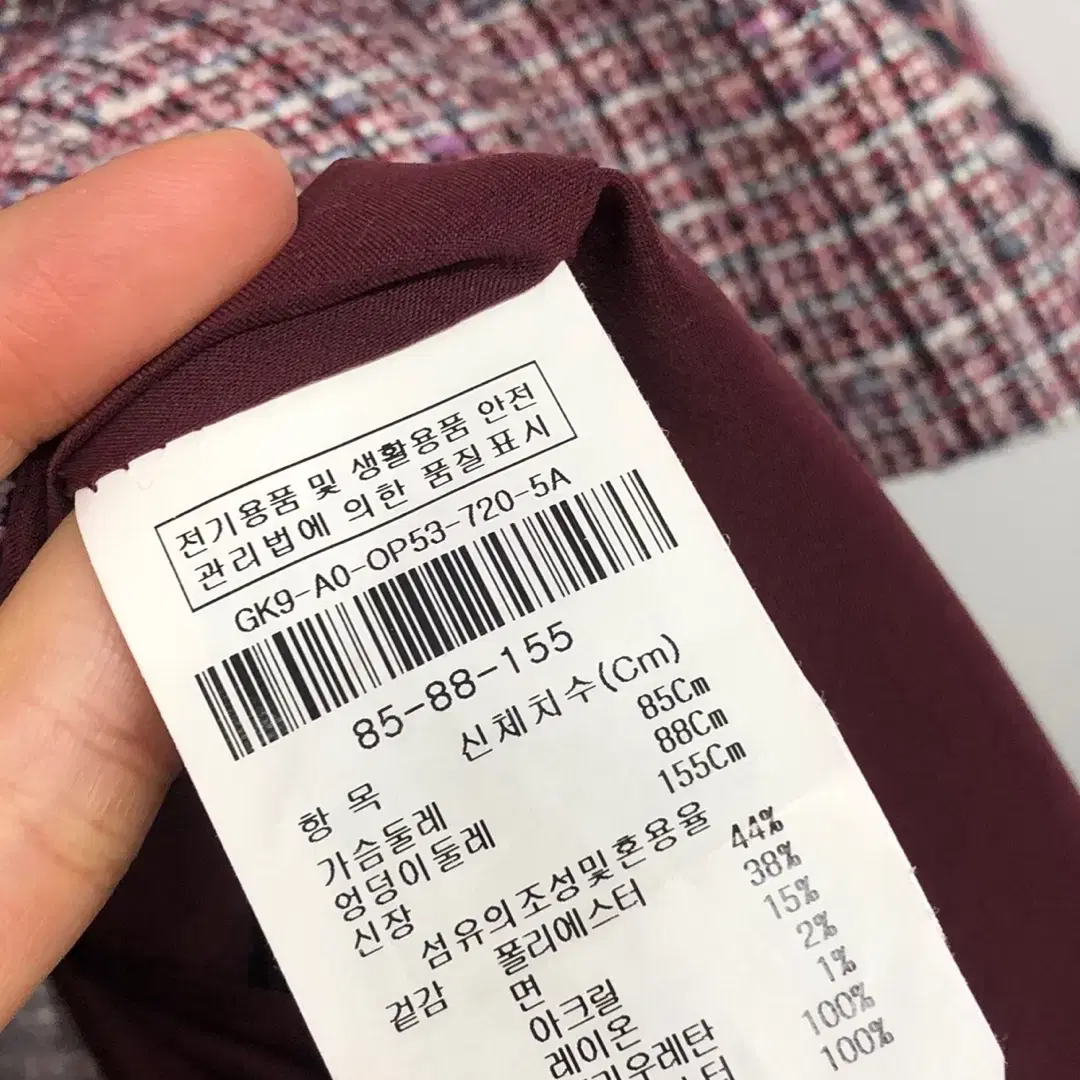 전기용품 및 생활용품 안전
관리법에 의한 품질표시
GK9-A0-OP53-720-5A
85-88-155
항 목 신체치수(Cm)
가슴둘레 85Cm
엉덩이둘레 88Cm
신장 155Cm
섬유의조성및혼용율
겉감 폴리에스터 44%
면 38%
아크릴 15%
레이온 2%
우레탄 1%
100%
100%